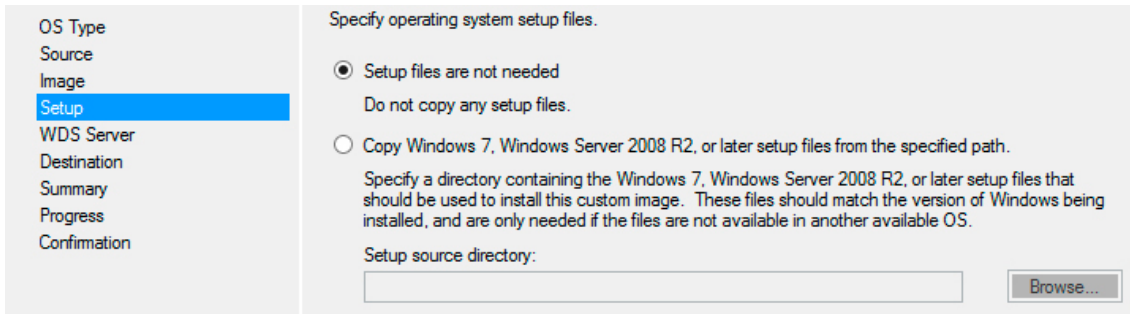 OS Type
Source
Image
Setup
WDS Server
Destination
Summary
Progress
Confirmation
Specify operating system setup files.
Setup files are not needed
Do not copy any setup files.
Copy Windows 7, Windows Server 2008 R2, or later setup files from the specified path.
Specify a directory containing the Windows 7, Windows Server 2008 R2, or later setup files that
should be used to install this custom image. These files should match the version of Windows being
installed, and are only needed if the files are not available in another available OS.
Setup source directory:
Browse...